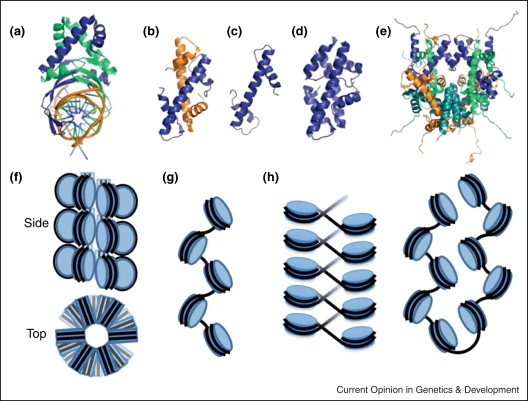 (a)
(b)
(c)
(d)
(e)
(f)
Side
Top
(g)
(h)
Current Opinion in Genetics & Development